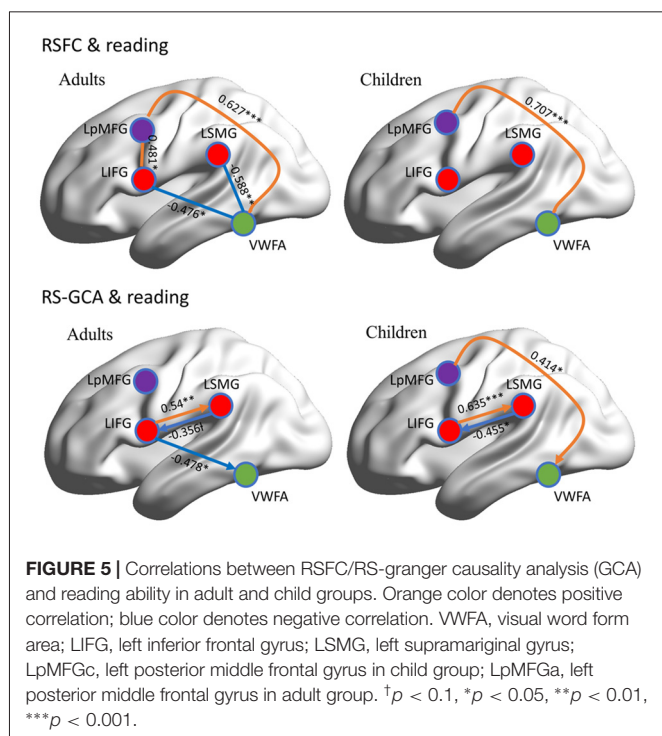 RSFC & reading
Adults
Children
0.627***
0.707***
LpMFG
LpMFG
LSMG
LSMG
0.481*
LIFG
LIFG
-0.588**
-0.476*
VWFA
VWFA
RS-GCA & reading
Adults
Children
LpMFG
LpMFG
0.414*
LSMG
LSMG
0.54**
0.635***
LIFG
LIFG
-0.356†
-0.455*
-0.478*
VWFA
VWFA
FIGURE 5 | Correlations between RSFC/RS-granger causality analysis (GCA)
and reading ability in adult and child groups. Orange color denotes positive
correlation; blue color denotes negative correlation. VWFA, visual word form
area; LIFG, left inferior frontal gyrus; LSMG, left supramariginal gyrus;
LpMFGc, left posterior middle frontal gyrus in child group; LpMFGa, left
posterior middle frontal gyrus in adult group. †p < 0.1, *p < 0.05, **p < 0.01,
***p < 0.001.